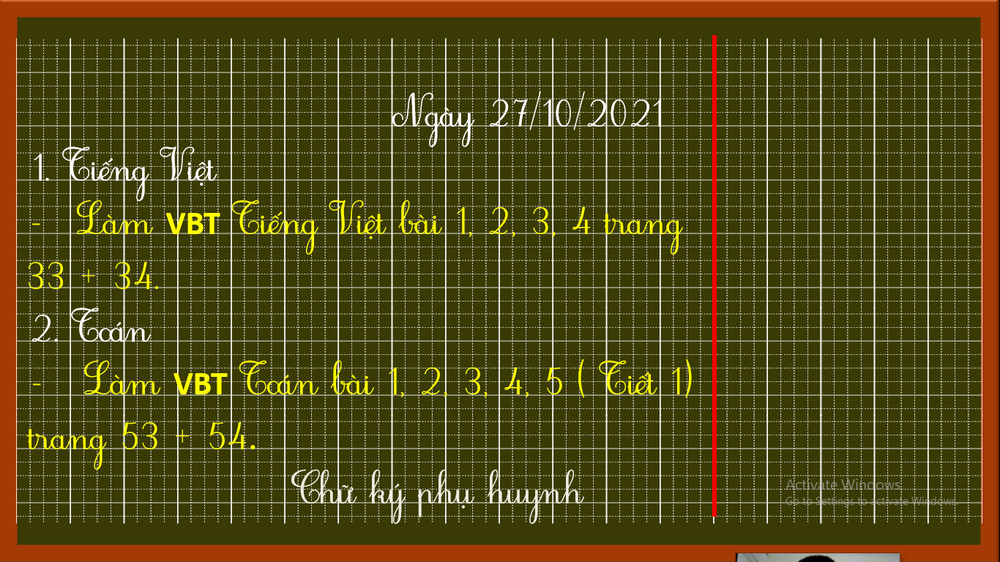 Ngày 27/10/2021
1. Tiếng Việt
- Làm VBT Tiếng Việt bài 1, 2, 3, 4 trang
33 + 34.
2. Toán
- Làm VBT Toán bài 1, 2, 3, 4, 5 ( Tiết 1)
trang 53 + 54.
Chữ ký phụ huynh
Activate Windows
Go to Settings to activate Windows.